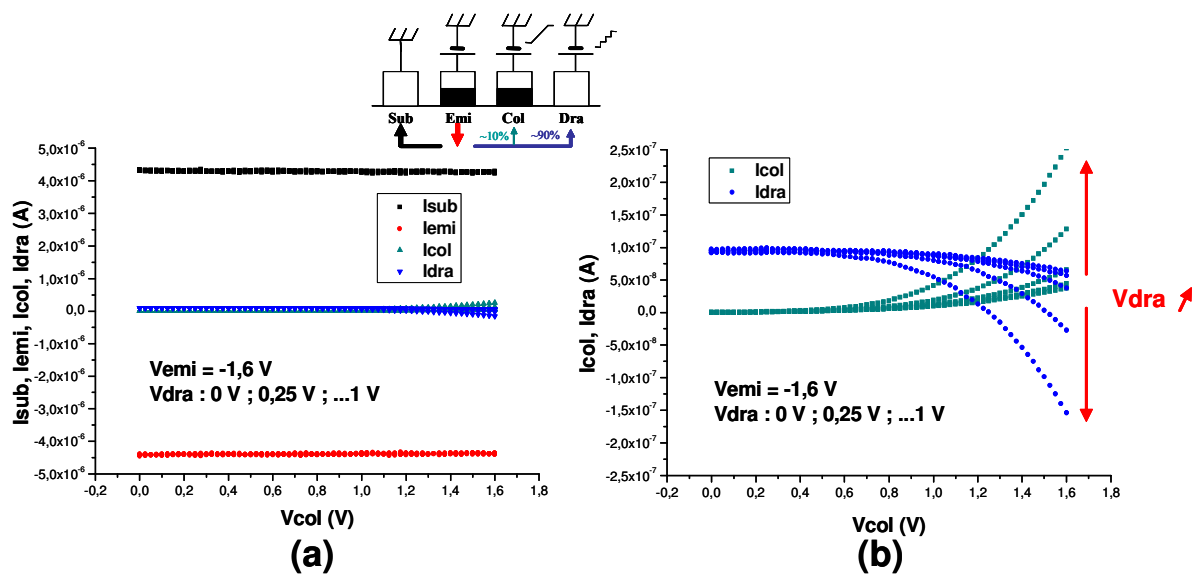 Sub Emi Col Dra
~10% ~90%
5,0x10⁻⁶
4,0x10⁻⁶
3,0x10⁻⁶
2,0x10⁻⁶
1,0x10⁻⁶
0,0
-1,0x10⁻⁶
-2,0x10⁻⁶
-3,0x10⁻⁶
-4,0x10⁻⁶
-5,0x10⁻⁶
Isub, Iemi, Icol, Idra (A)
Isub
Iemi
Icol
Idra
Vemi = -1,6 V
Vdra : 0 V ; 0,25 V ; ...1 V
-0,2 0,0 0,2 0,4 0,6 0,8 1,0 1,2 1,4 1,6 1,8
Vcol (V)
(a)
2,5x10⁻⁷
2,0x10⁻⁷
1,5x10⁻⁷
1,0x10⁻⁷
5,0x10⁻⁸
0,0
-5,0x10⁻⁸
-1,0x10⁻⁷
-1,5x10⁻⁷
-2,0x10⁻⁷
-2,5x10⁻⁷
Icol, Idra (A)
Icol
Idra
Vdra
Vemi = -1,6 V
Vdra : 0 V ; 0,25 V ; ...1 V
-0,2 0,0 0,2 0,4 0,6 0,8 1,0 1,2 1,4 1,6 1,8
Vcol (V)
(b)